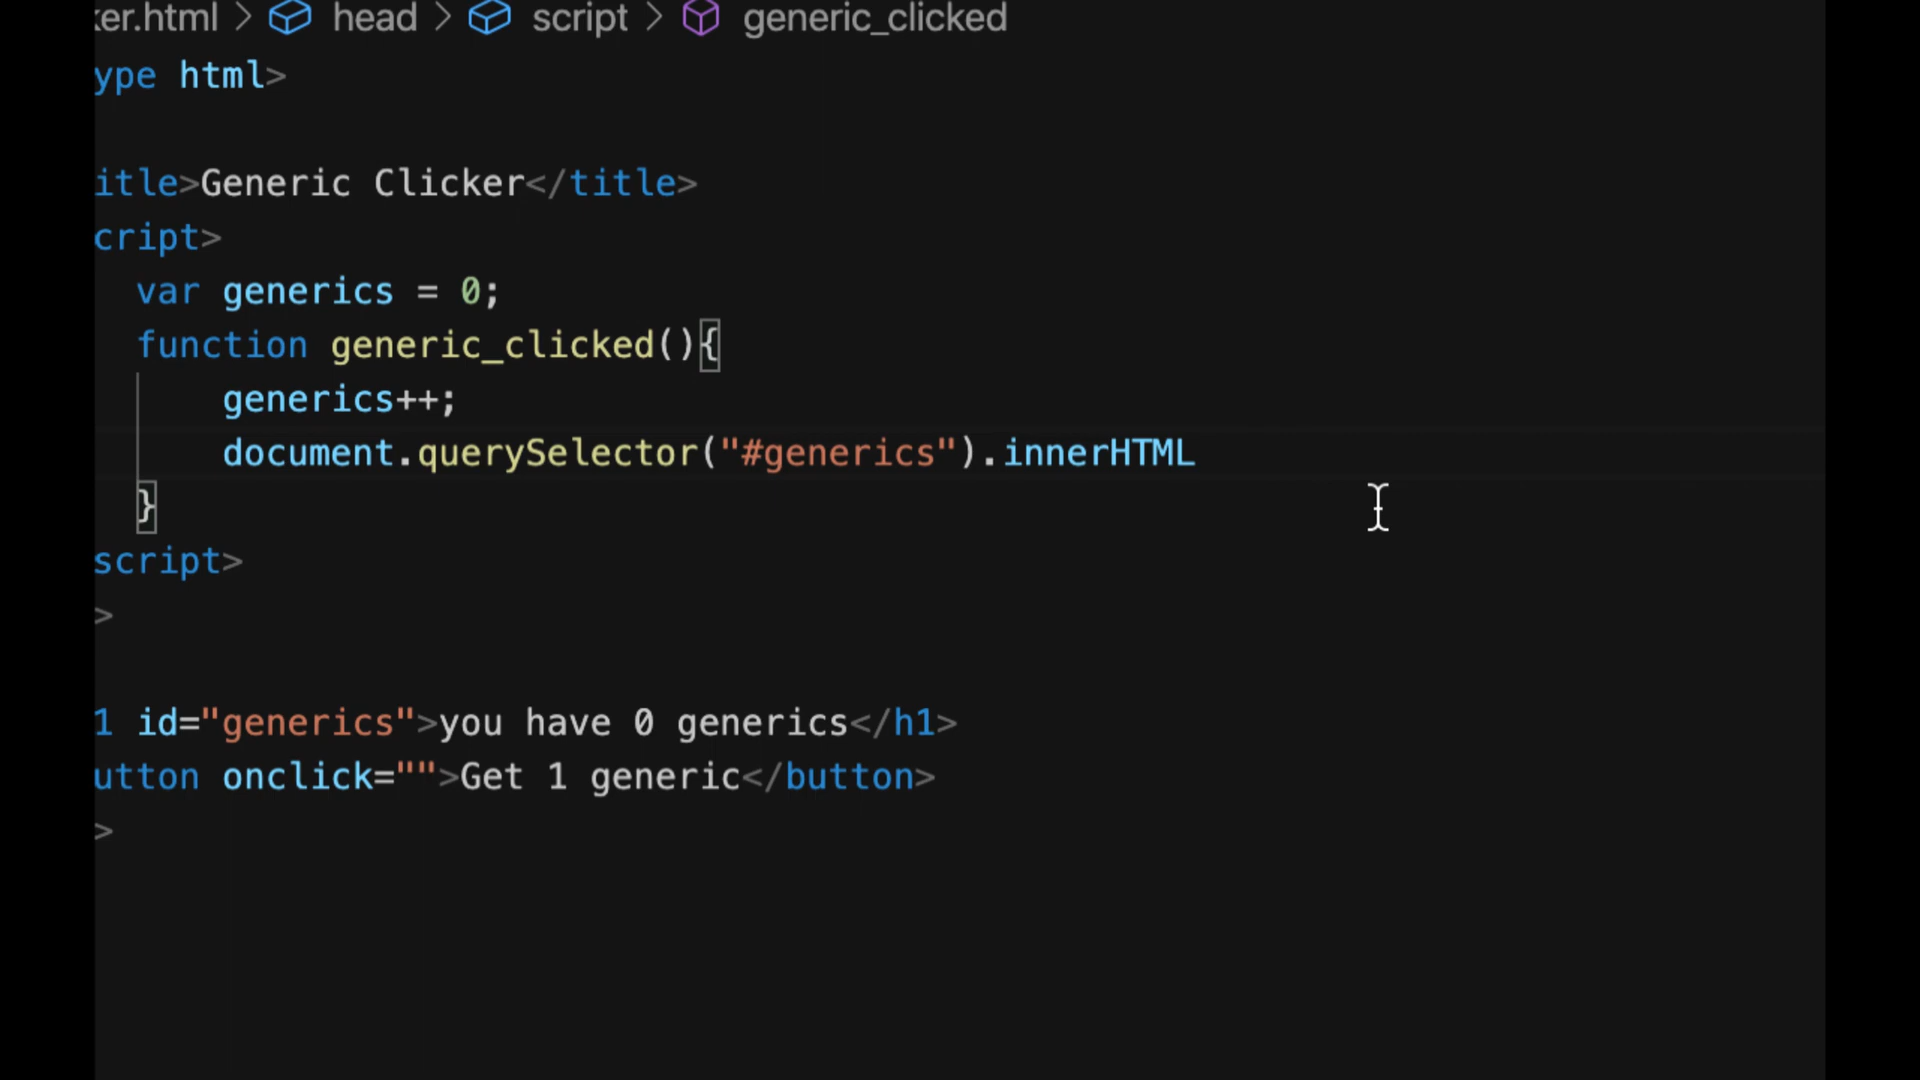 ker.html > head > script > generic_clicked
ype html>
itle>Generic Clicker</title>
cript>
var generics = 0;
function generic_clicked(){
generics++;
document.querySelector("#generics").innerHTML
}
script>
>
1 id="generics">you have 0 generics</h1>
utton onclick="">Get 1 generic</button>
>